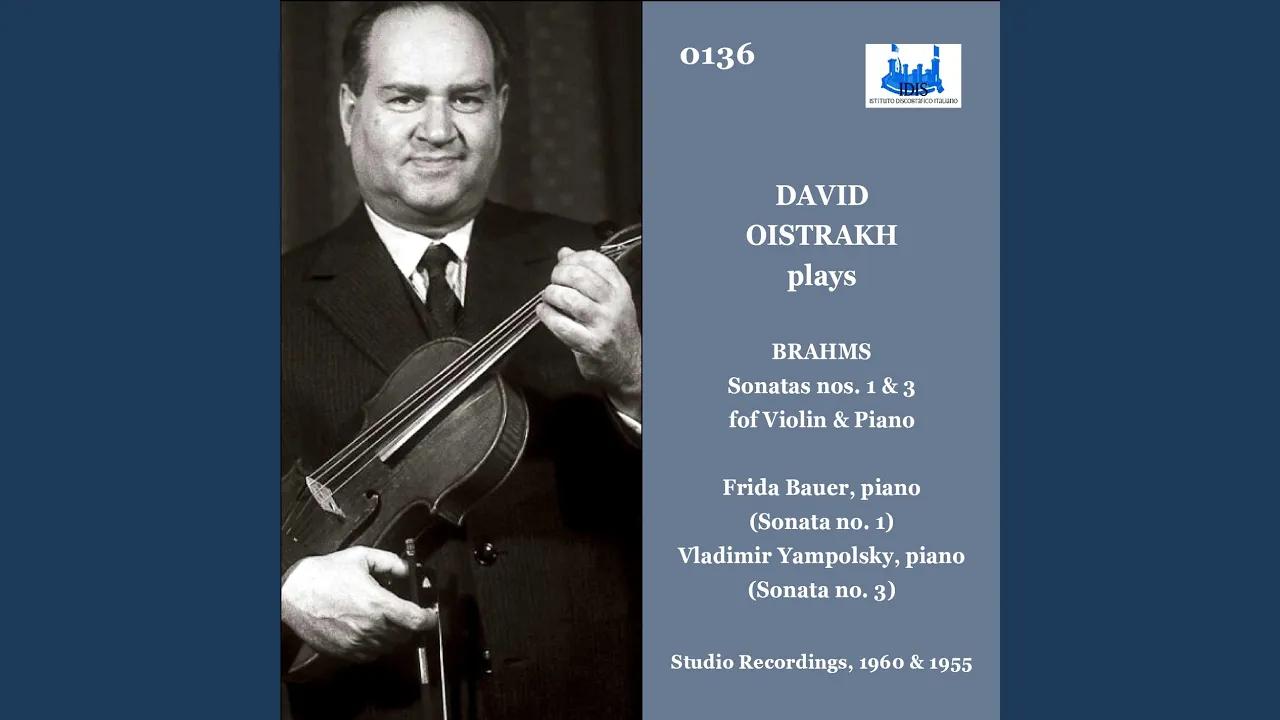 0136
IDIS
ISTITUTO DISCOGRAFICO ITALIANO
DAVID
OISTRAKH
plays
BRAHMS
Sonatas nos. 1 & 3
fof Violin & Piano
Frida Bauer, piano
(Sonata no. 1)
Vladimir Yampolsky, piano
(Sonata no. 3)
Studio Recordings, 1960 & 1955